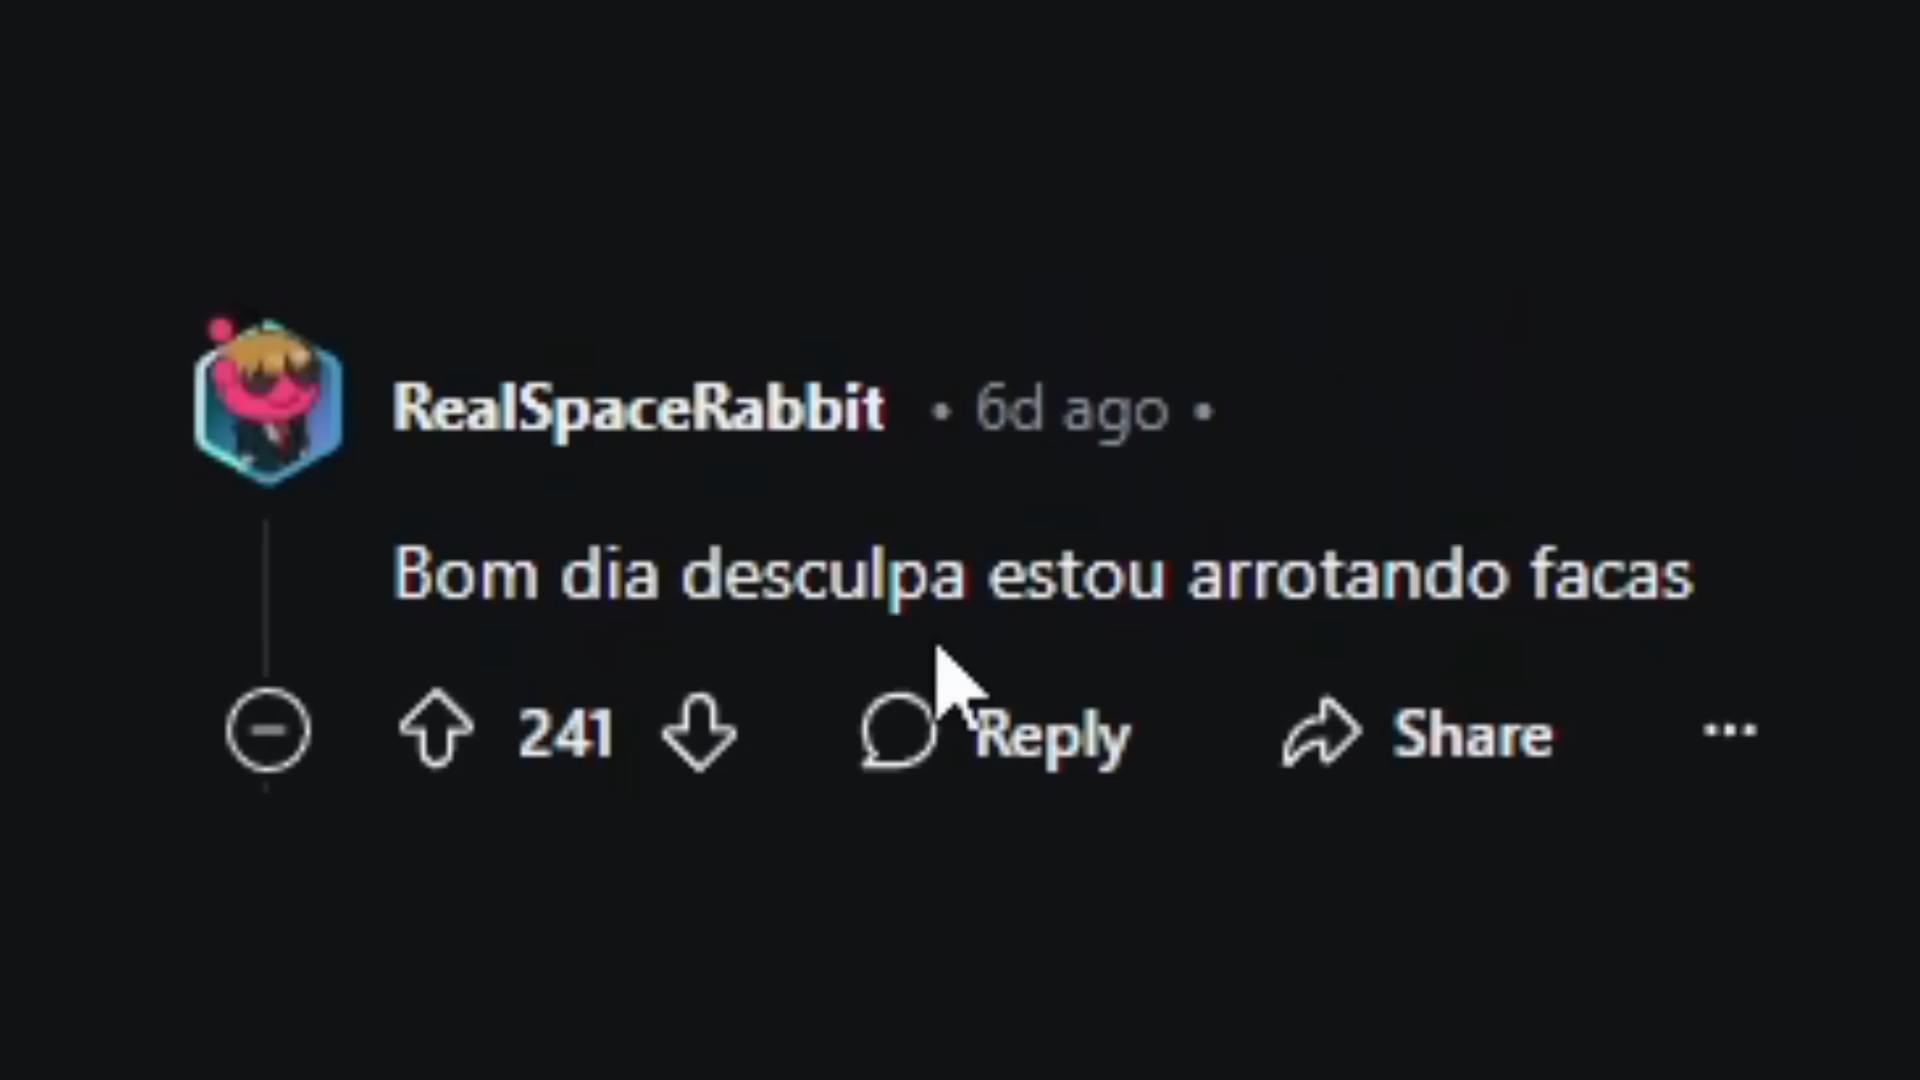 RealSpaceRabbit • 6d ago •
Bom dia desculpa estou arrotando facas
241 Reply Share ...